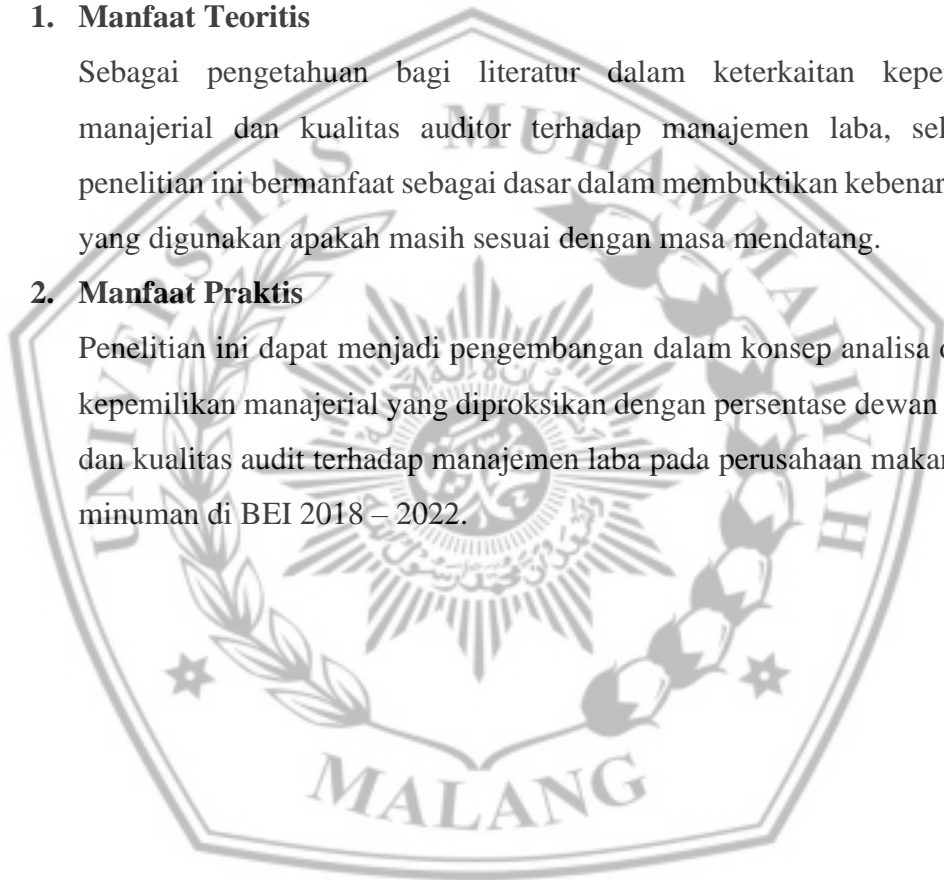 1. Manfaat Teoritis
Sebagai pengetahuan bagi literatur dalam keterkaitan kepe
manajerial dan kualitas auditor terhadap manajemen laba, sel
penelitian ini bermanfaat sebagai dasar dalam membuktikan kebenar
yang digunakan apakah masih sesuai dengan masa mendatang.
2. Manfaat Praktis
Penelitian ini dapat menjadi pengembangan dalam konsep analisa
kepemilikan manajerial yang diproksikan dengan persentase dewan
dan kualitas audit terhadap manajemen laba pada perusahaan makan
minuman di BEI 2018 – 2022.
UNIVERSITAS MUHAMMADIYAH
MALANG